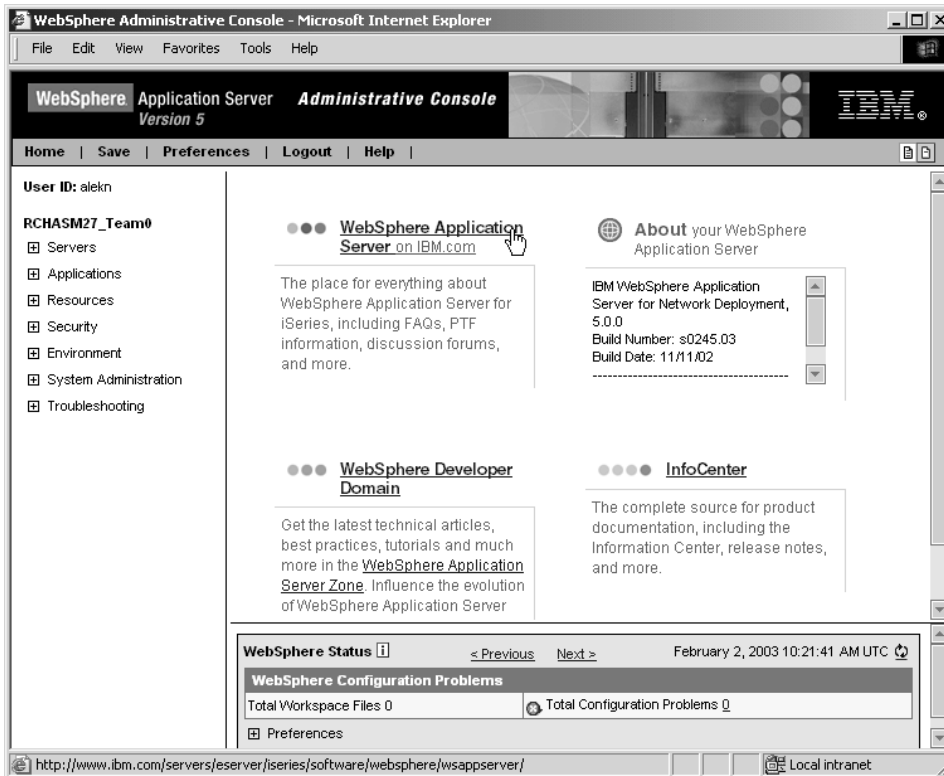 WebSphere Administrative Console - Microsoft Internet Explorer
File Edit View Favorites Tools Help
WebSphere. Application Server Administrative Console
Version 5
IBM®
Home | Save | Preferences | Logout | Help |
User ID: alekn
RCHASM27_Team0
Servers
Applications
Resources
Security
Environment
System Administration
Troubleshooting
WebSphere Application
Server on IBM.com
The place for everything about
WebSphere Application Server for
iSeries, including FAQs, PTF
information, discussion forums,
and more.
About your WebSphere
Application Server
IBM WebSphere Application
Server for Network Deployment,
5.0.0
Build Number: s0245.03
Build Date: 11/11/02
----------------------------------------
WebSphere Developer
Domain
Get the latest technical articles,
best practices, tutorials and much
more in the WebSphere Application
Server Zone. Influence the evolution
of WebSphere Application Server
InfoCenter
The complete source for product
documentation, including the
Information Center, release notes,
and more.
WebSphere Status i < Previous Next > February 2, 2003 10:21:41 AM UTC
WebSphere Configuration Problems
Total Workspace Files 0 Total Configuration Problems 0
Preferences
http://www.ibm.com/servers/eserver/iseries/software/websphere/wsappserver/ Local intranet